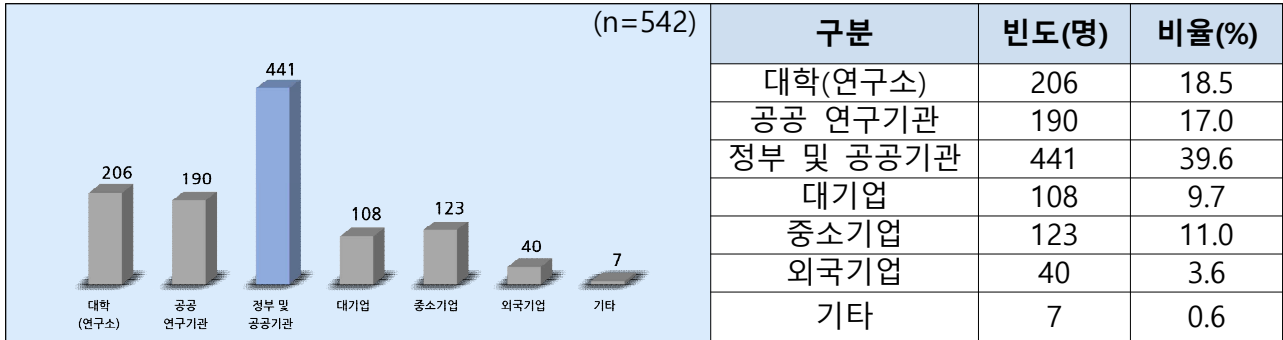 (n=542)
441
206
190
108
123
40
7
대학
(연구소)
공공
연구기관
정부 및
공공기관
대기업
중소기업
외국기업
기타
구분 빈도(명) 비율(%)
대학(연구소) 206 18.5
공공 연구기관 190 17.0
정부 및 공공기관 441 39.6
대기업 108 9.7
중소기업 123 11.0
외국기업 40 3.6
기타 7 0.6